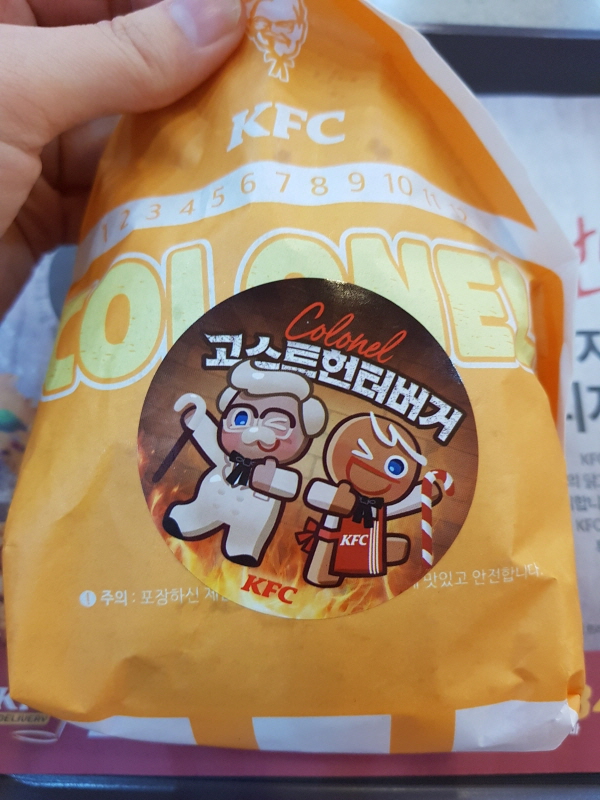 KFC
1 2 3 4 5 6 7 8 9 10 11
COLONEL
Colonel
고스트헌터버거
KFC
KFC
! 주의 : 포장하신 맛있고 안전합니다.
DELIVERY